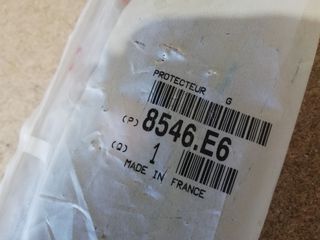 PROTECTEUR G
(P) 8546.E6
(Q) 1
MADE IN FRANCE